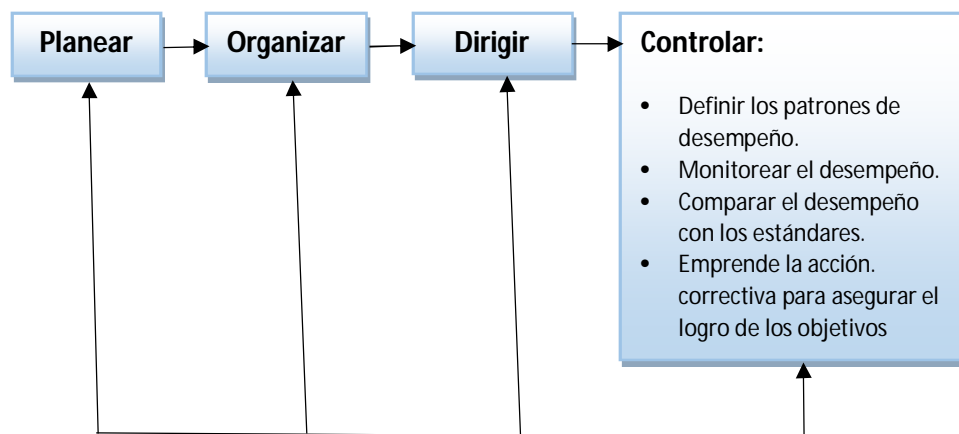 Planear
Organizar
Dirigir
Controlar:
• Definir los patrones de
desempeño.
• Monitorear el desempeño.
• Comparar el desempeño
con los estándares.
• Emprende la acción.
correctiva para asegurar el
logro de los objetivos